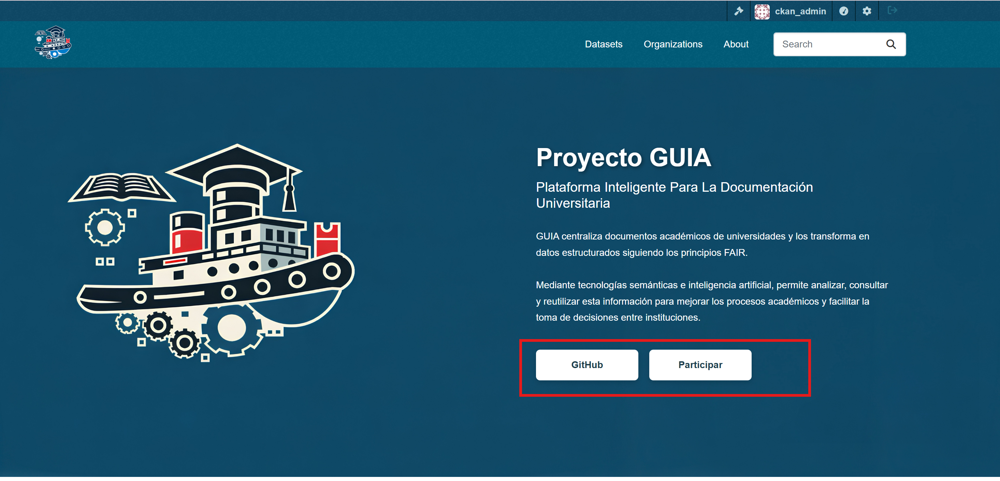 ckan_admin
Datasets
Organizations
About
Search
Proyecto GUIA
Plataforma Inteligente Para La Documentación
Universitaria
GUIA centraliza documentos académicos de universidades y los transforma en
datos estructurados siguiendo los principios FAIR.
Mediante tecnologías semánticas e inteligencia artificial, permite analizar, consultar
y reutilizar esta información para mejorar los procesos académicos y facilitar la
toma de decisiones entre instituciones.
GitHub
Participar